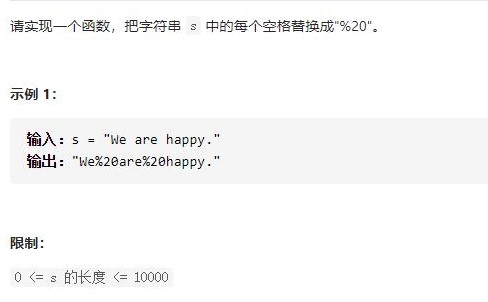 请实现一个函数，把字符串 s 中的每个空格替换成"%20"。
示例 1：
输入：s = "We are happy."
输出："We%20are%20happy."
限制：
0 <= s 的长度 <= 10000